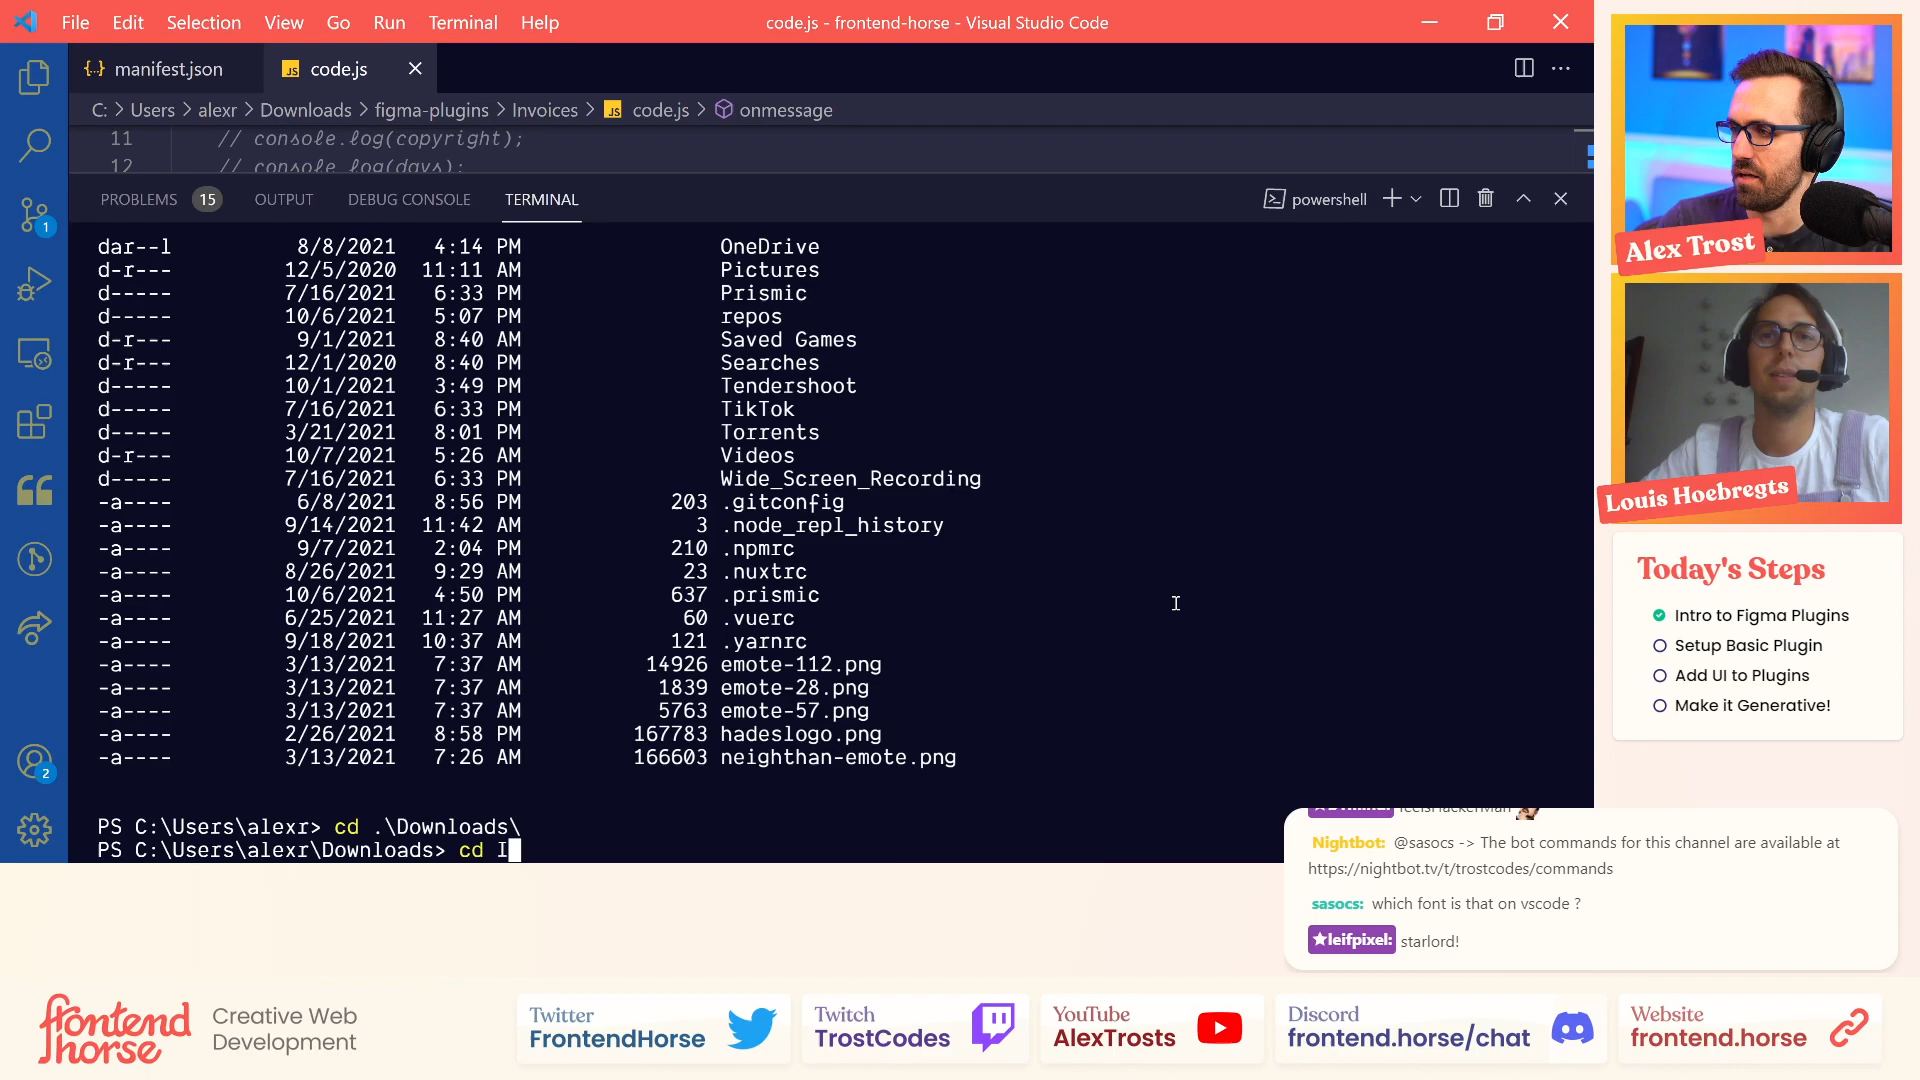 File Edit Selection View Go Run Terminal Help
code.js - frontend-horse - Visual Studio Code
manifest.json
JS code.js
C: > Users > alexr > Downloads > figma-plugins > Invoices > JS code.js > onmessage
11 // console.log(copyright);
12 // console.log(days);
PROBLEMS 15 OUTPUT DEBUG CONSOLE TERMINAL
powershell
dar--l 8/8/2021 4:14 PM OneDrive
d-r--- 12/5/2020 11:11 AM Pictures
d----- 7/16/2021 6:33 PM Prismic
d----- 10/6/2021 5:07 PM repos
d-r--- 9/1/2021 8:40 AM Saved Games
d-r--- 12/1/2020 8:40 PM Searches
d----- 10/1/2021 3:49 PM Tendershoot
d----- 7/16/2021 6:33 PM TikTok
d----- 3/21/2021 8:01 PM Torrents
d-r--- 10/7/2021 5:26 AM Videos
d----- 7/16/2021 6:33 PM Wide_Screen_Recording
-a---- 6/8/2021 8:56 PM 203 .gitconfig
-a---- 9/14/2021 11:42 AM 3 .node_repl_history
-a---- 9/7/2021 2:04 PM 210 .npmrc
-a---- 8/26/2021 9:29 AM 23 .nuxtrc
-a---- 10/6/2021 4:50 PM 637 .prismic
-a---- 6/25/2021 11:27 AM 60 .vuerc
-a---- 9/18/2021 10:37 AM 121 .yarnrc
-a---- 3/13/2021 7:37 AM 14926 emote-112.png
-a---- 3/13/2021 7:37 AM 1839 emote-28.png
-a---- 3/13/2021 7:37 AM 5763 emote-57.png
-a---- 2/26/2021 8:58 PM 167783 hadeslogo.png
-a---- 3/13/2021 7:26 AM 166603 neighthan-emote.png
PS C:\Users\alexr> cd .\Downloads\
PS C:\Users\alexr\Downloads> cd I
1
2
Alex Trost
Louis Hoebregts
Today's Steps
Intro to Figma Plugins
Setup Basic Plugin
Add UI to Plugins
Make it Generative!
Nightbot: @sasocs -> The bot commands for this channel are available at
https://nightbot.tv/t/trostcodes/commands
sasocs: which font is that on vscode ?
★leifpixel: starlord!
frontend
horse
Creative Web
Development
Twitter
FrontendHorse
Twitch
TrostCodes
YouTube
AlexTrosts
Discord
frontend.horse/chat
Website
frontend.horse